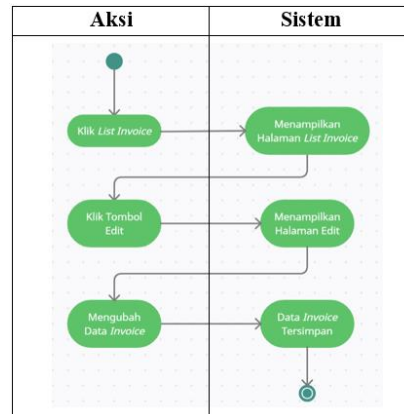 Aksi
Sistem
Klik List Invoice
Menampilkan
Halaman List Invoice
Klik Tombol
Edit
Menampilkan
Halaman Edit
Mengubah
Data Invoice
Data Invoice
Tersimpan